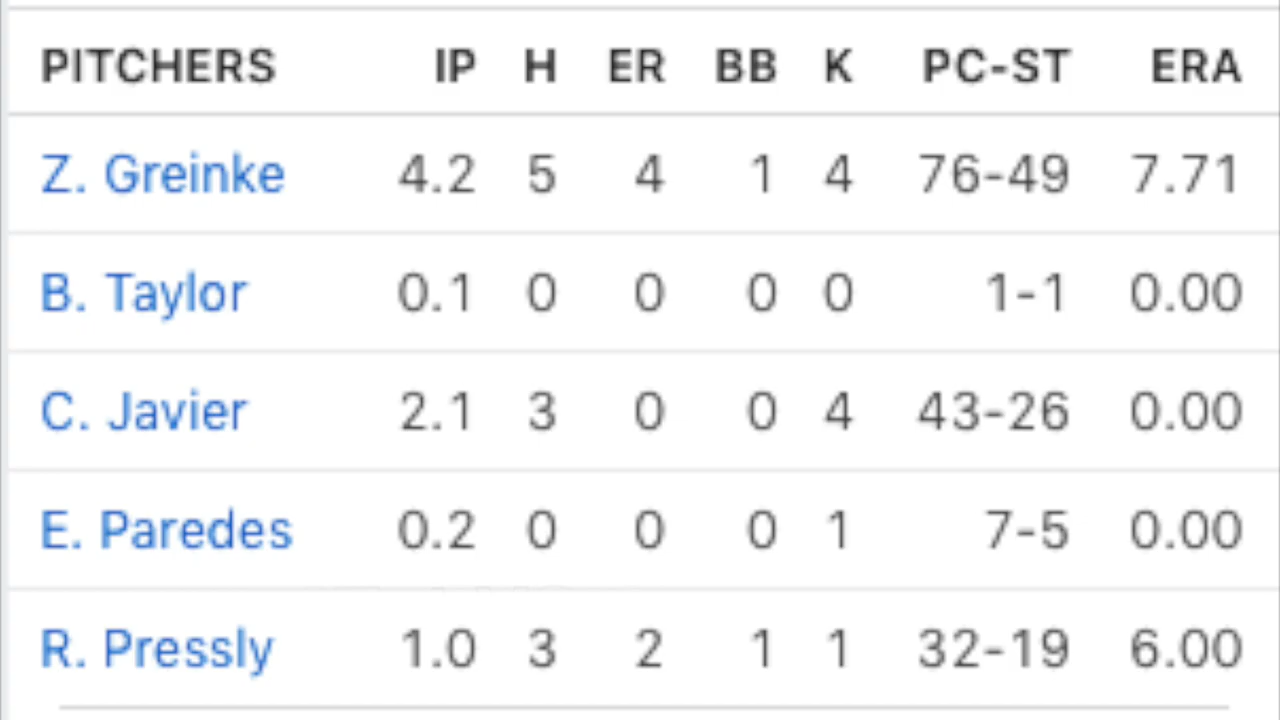 PITCHERS IP H ER BB K PC-ST ERA
Z. Greinke 4.2 5 4 1 4 76-49 7.71
B. Taylor 0.1 0 0 0 0 1-1 0.00
C. Javier 2.1 3 0 0 4 43-26 0.00
E. Paredes 0.2 0 0 0 1 7-5 0.00
R. Pressly 1.0 3 2 1 1 32-19 6.00